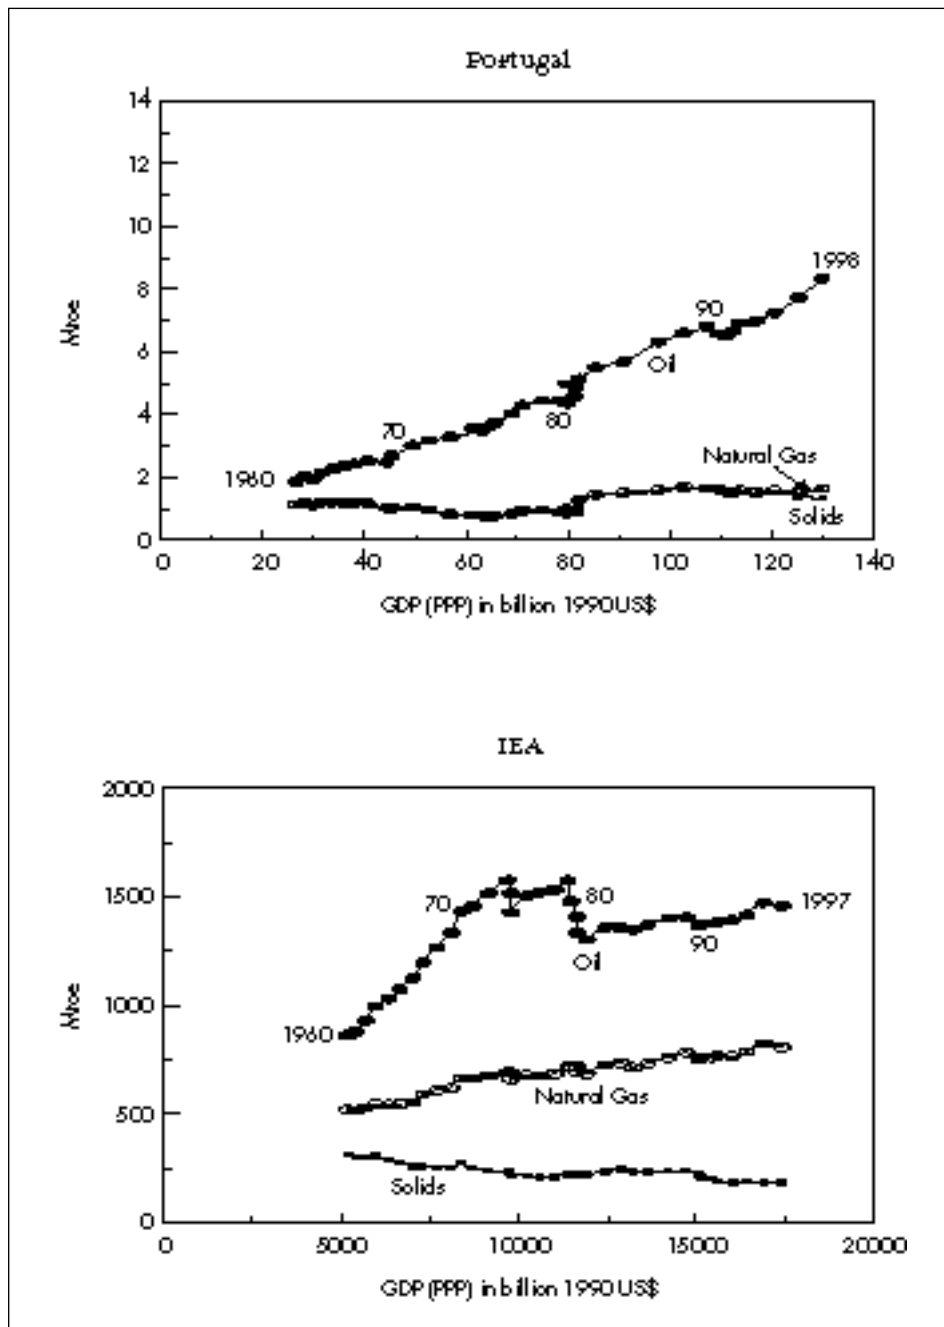 Portugal
14
12
10
8
6
4
2
0
Mtoe
1960
70
80
90
1998
Oil
Natural Gas
Solids
0 20 40 60 80 100 120 140
GDP (PPP) in billion 1990 US$
IEA
2000
1500
1000
500
0
Mtoe
1960
70
80
90
1997
Oil
Natural Gas
Solids
0 5000 10000 15000 20000
GDP (PPP) in billion 1990 US$